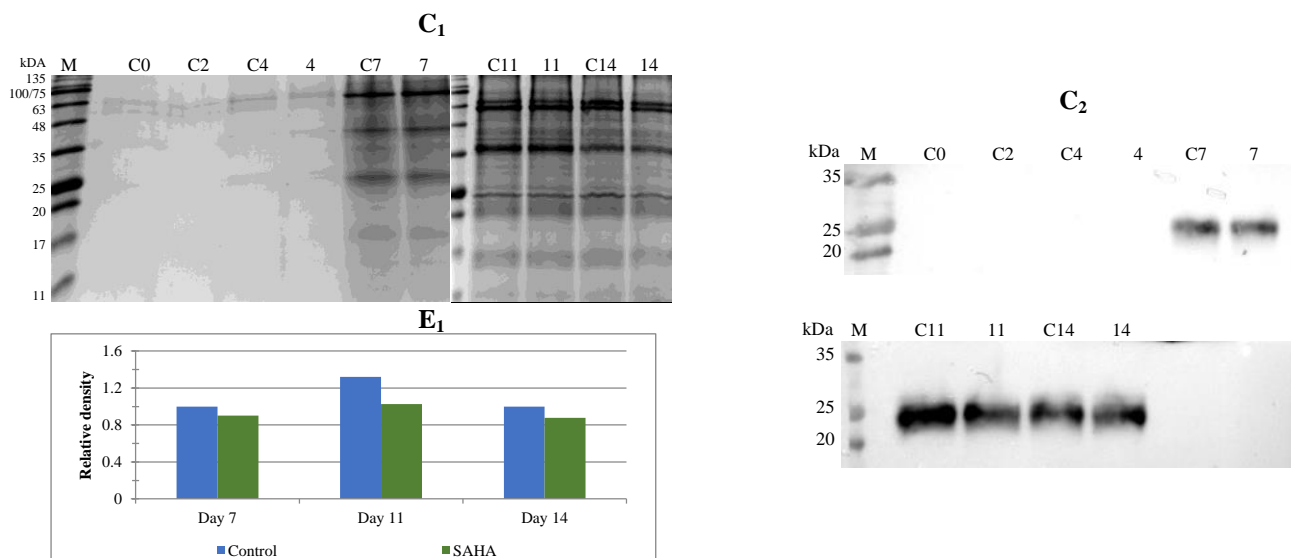 C1
kDA M C0 C2 C4 4 C7 7 C11 11 C14 14
135
100/75
63
48
35
25
20
17
11
C2
kDa M C0 C2 C4 4 C7 7
35
25
20
kDa M C11 11 C14 14
35
25
20
E1
Relative density
1.6
1.2
0.8
0.4
0
Day 7 Day 11 Day 14
Control SAHA